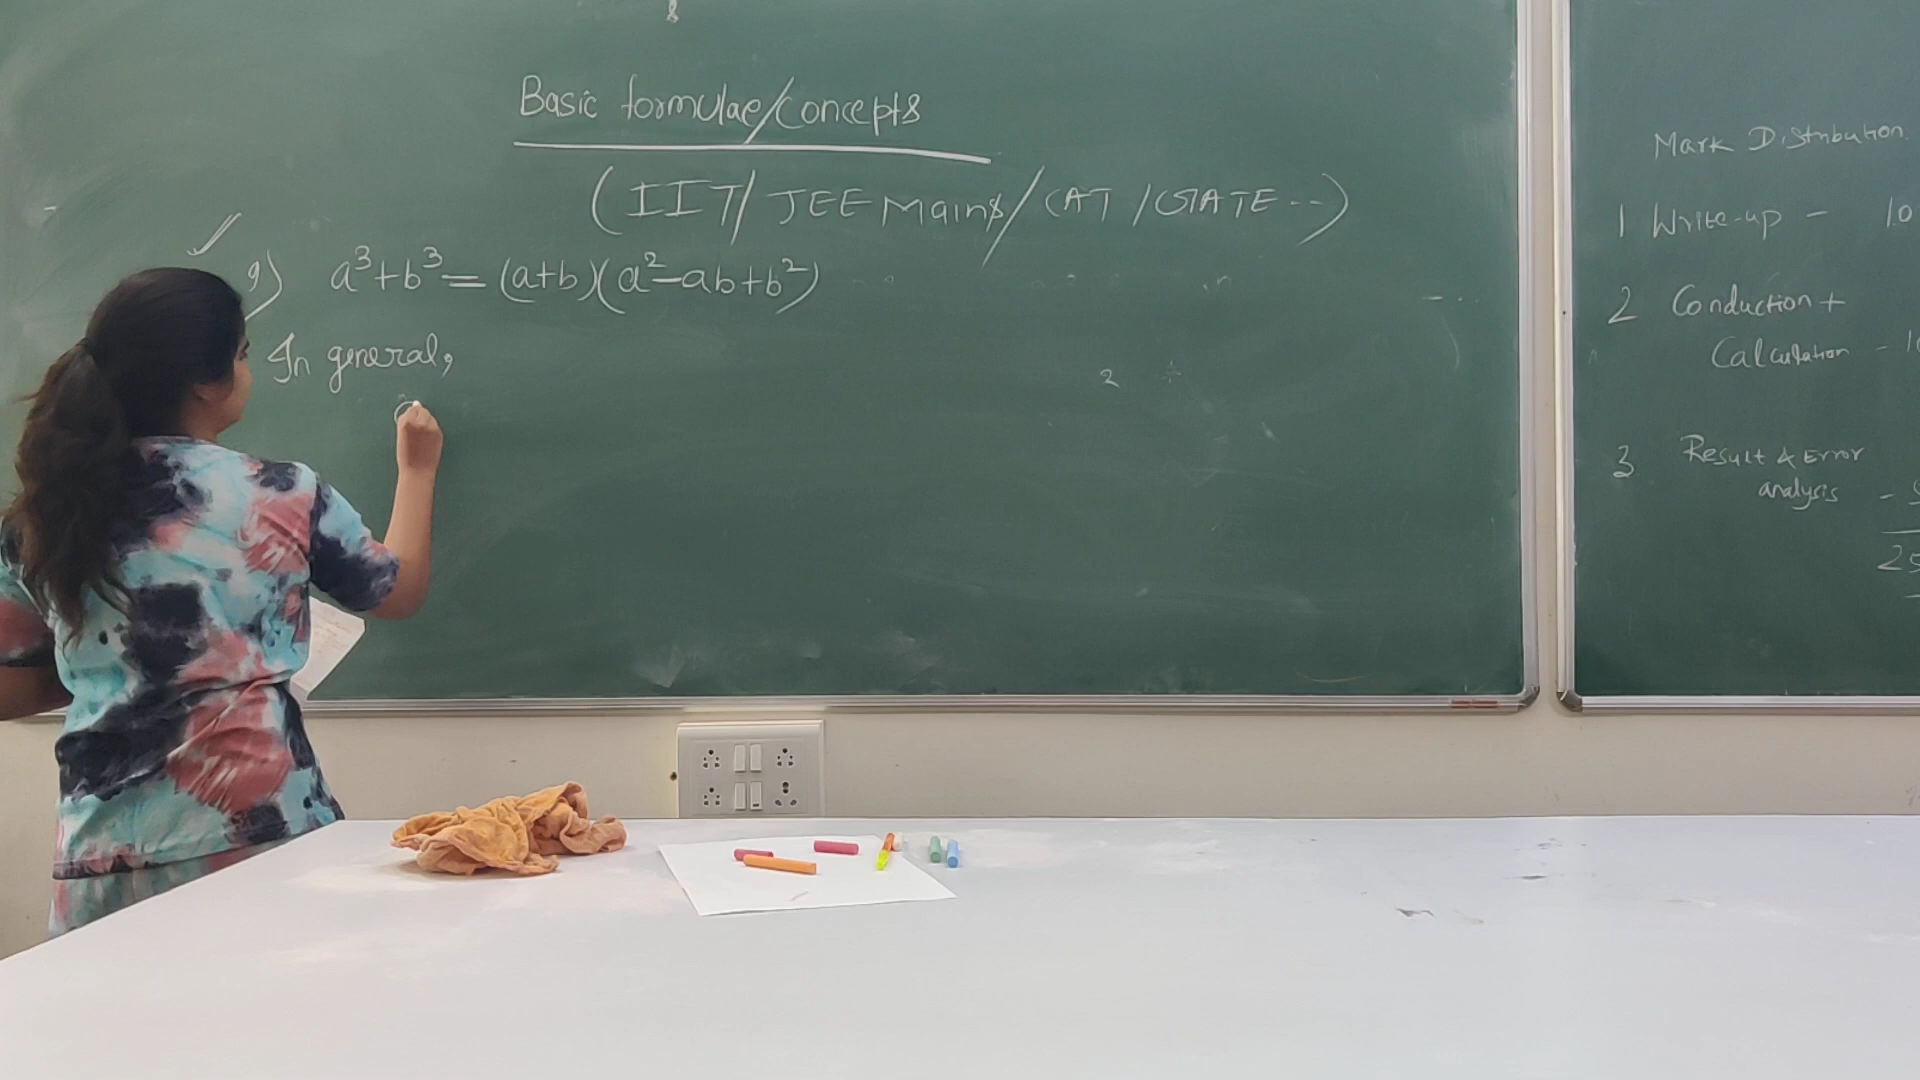 Basic formulae/concepts
(IIT/JEE Mains/CAT/GATE--)
9) a³+b³=(a+b)(a²-ab+b²)
In general,
2
Mark Distribution.
1 Write-up - 10
2 Conduction +
Calculation -
3 Result & Error
analysis -